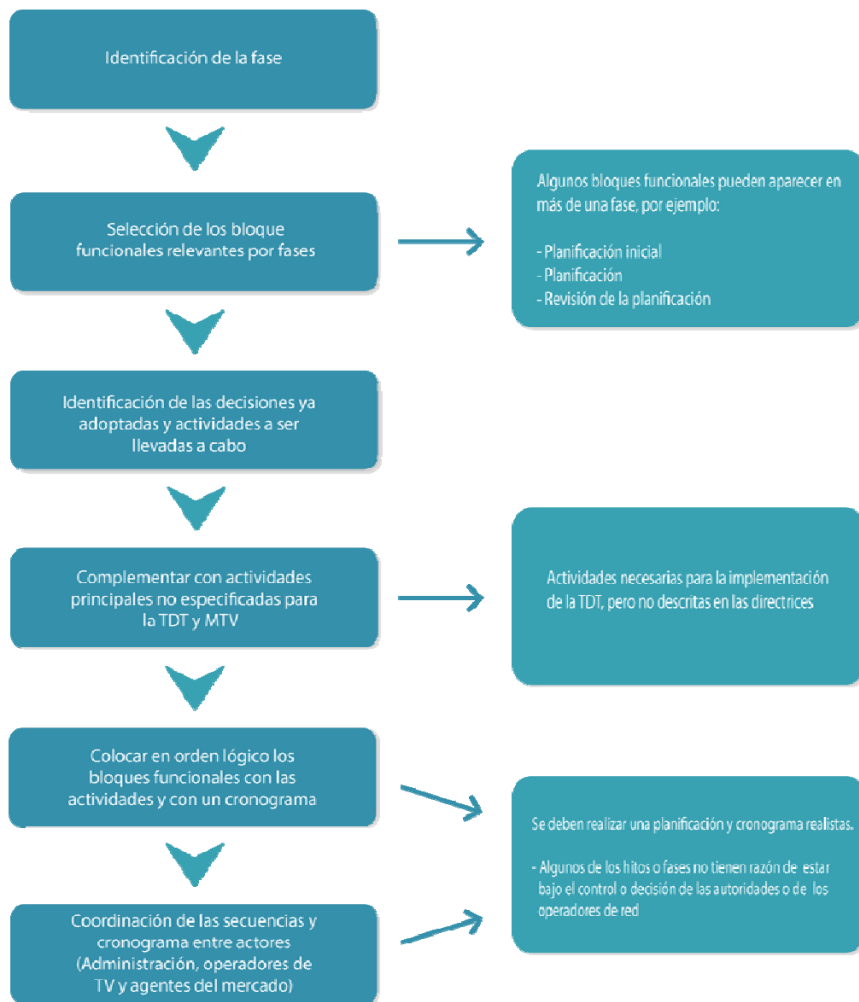 Identificación de la fase
Selección de los bloque
funcionales relevantes por fases
Algunos bloques funcionales pueden aparecer en
más de una fase, por ejemplo:
- Planificación inicial
- Planificación
- Revisión de la planificación
Identificación de las decisiones ya
adoptadas y actividades a ser
llevadas a cabo
Complementar con actividades
principales no especificadas para
la TDT y MTV
Actividades necesarias para la implementación
de la TDT, pero no descritas en las directrices
Colocar en orden lógico los
bloques funcionales con las
actividades y con un cronograma
Se deben realizar una planificación y cronograma realistas.
- Algunos de los hitos o fases no tienen razón de estar
bajo el control o decisión de las autoridades o de los
operadores de red
Coordinación de las secuencias y
cronograma entre actores
(Administración, operadores de
TV y agentes del mercado)